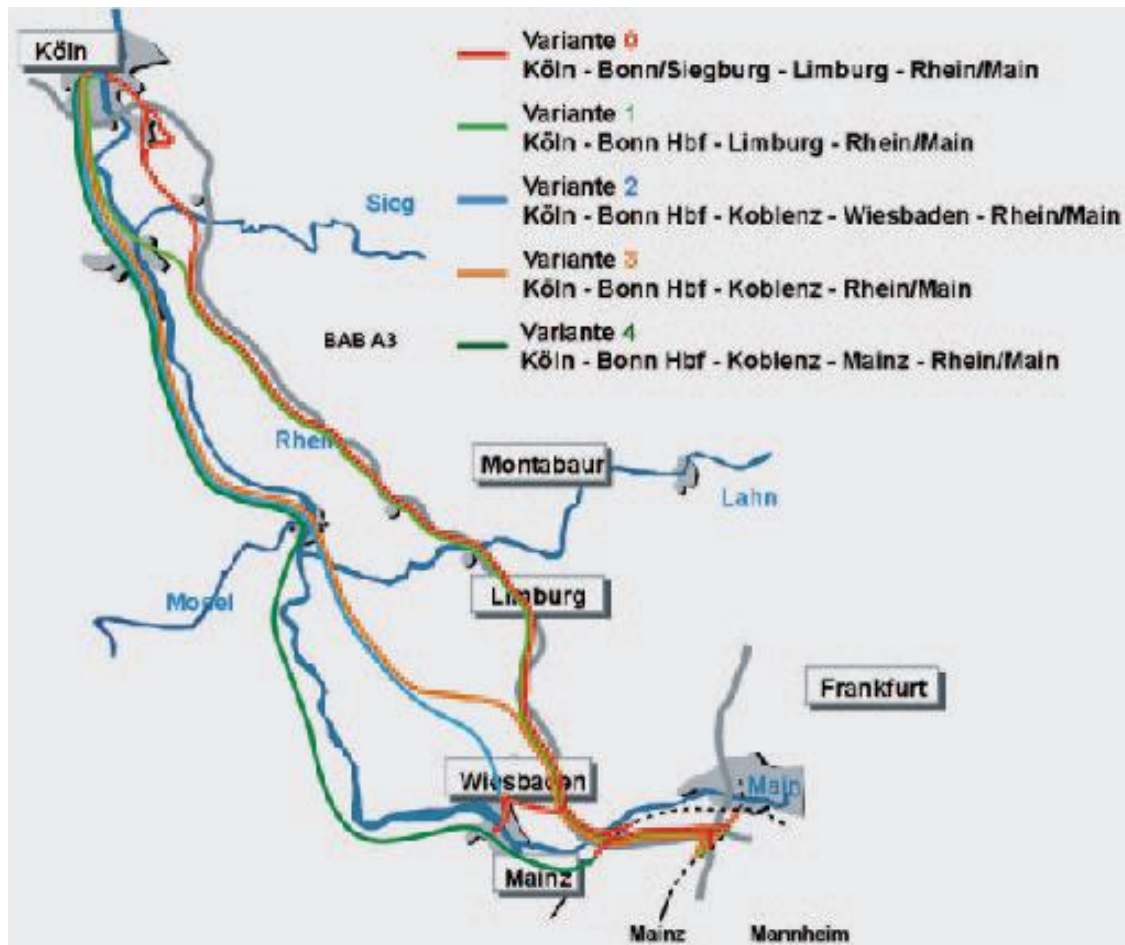 Köln
Variante 0
Köln - Bonn/Siegburg - Limburg - Rhein/Main
Variante 1
Köln - Bonn Hbf - Limburg - Rhein/Main
Variante 2
Köln - Bonn Hbf - Koblenz - Wiesbaden - Rhein/Main
Variante 3
Köln - Bonn Hbf - Koblenz - Rhein/Main
Variante 4
Köln - Bonn Hbf - Koblenz - Mainz - Rhein/Main
Sieg
BAB A3
Rhein
Montabaur
Lahn
Mosel
Limburg
Frankfurt
Wiesbaden
Main
Mainz
Mainz
Mannheim